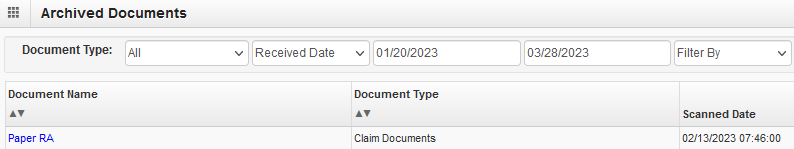 Archived Documents
Document Type: All Received Date 01/20/2023 03/28/2023 Filter By
Document Name Document Type Scanned Date
Paper RA Claim Documents 02/13/2023 07:46:00